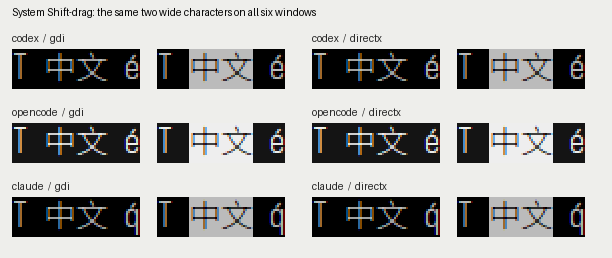 System Shift-drag: the same two wide characters on all six windows
codex / gdi
codex / directx
T 中文 é
T 中文 é
T 中文 é
T 中文 é
opencode / gdi
opencode / directx
T 中文 é
T 中文 é
T 中文 é
T 中文 é
claude / gdi
claude / directx
T 中文 q́
T 中文 q́
T 中文 q́
T 中文 q́